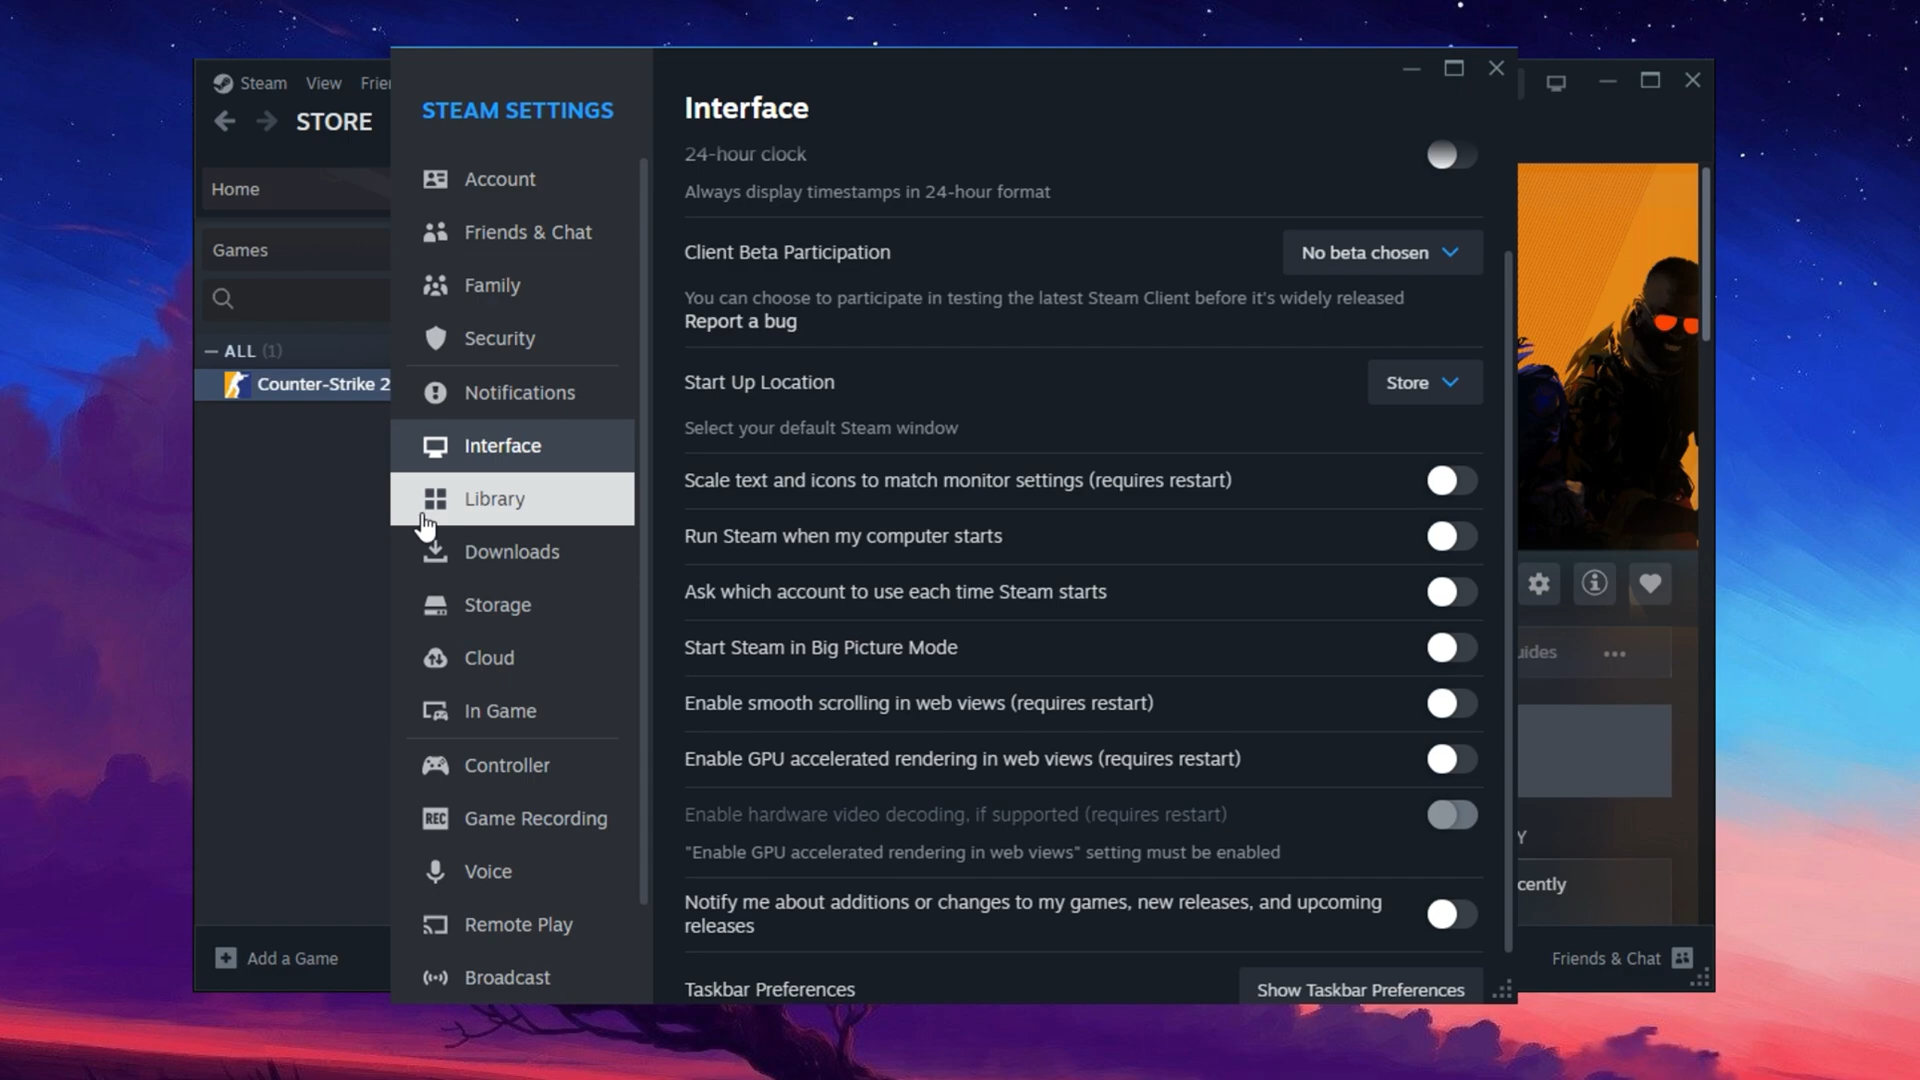 Steam View
STORE
Home
Games
ALL (1)
Counter-Strike 2
Add a Game
STEAM SETTINGS
Account
Friends & Chat
Family
Security
Notifications
Interface
Library
Downloads
Storage
Cloud
In Game
Controller
REC Game Recording
Voice
Remote Play
Broadcast
Interface
24-hour clock
Always display timestamps in 24-hour format
Client Beta Participation
No beta chosen
You can choose to participate in testing the latest Steam Client before it's widely released
Report a bug
Start Up Location
Store
Select your default Steam window
Scale text and icons to match monitor settings (requires restart)
Run Steam when my computer starts
Ask which account to use each time Steam starts
Start Steam in Big Picture Mode
Enable smooth scrolling in web views (requires restart)
Enable GPU accelerated rendering in web views (requires restart)
Enable hardware video decoding, if supported (requires restart)
"Enable GPU accelerated rendering in web views" setting must be enabled
Notify me about additions or changes to my games, new releases, and upcoming
releases
Taskbar Preferences
Show Taskbar Preferences
Friends & Chat